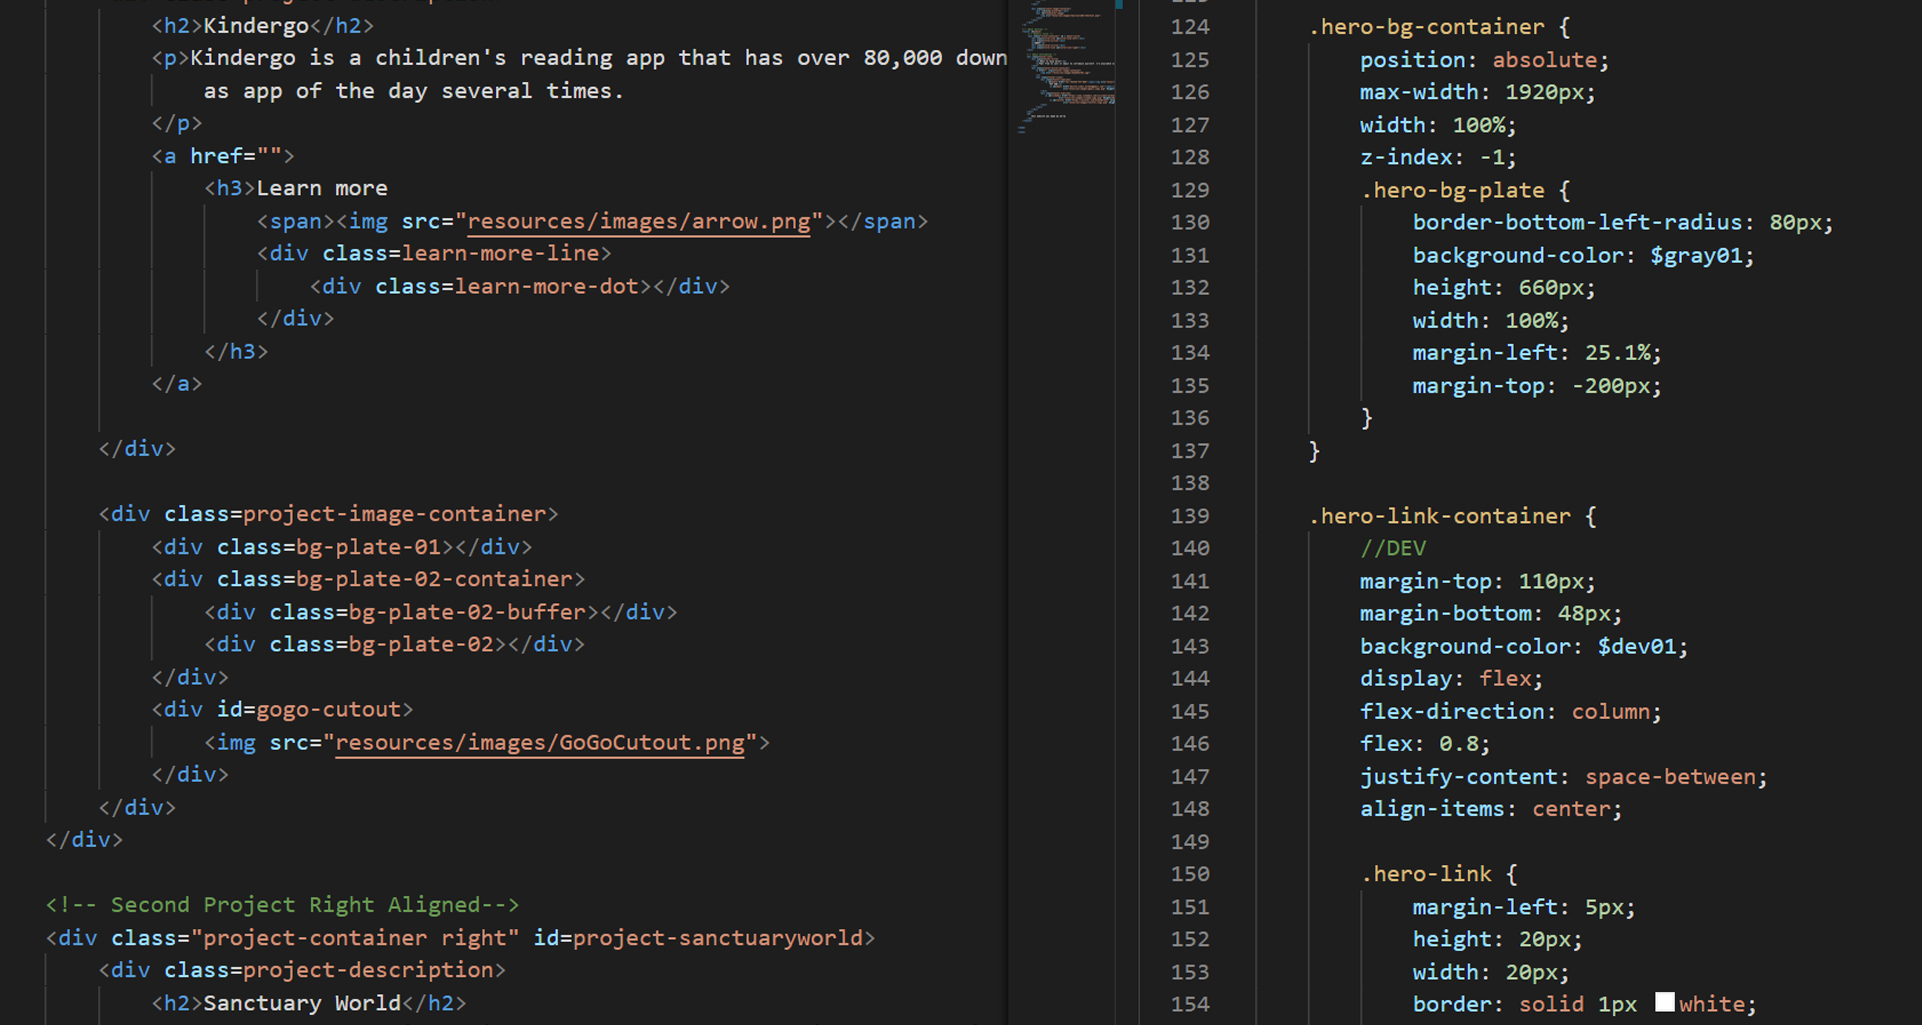 <h2>Kindergo</h2>
<p>Kindergo is a children's reading app that has over 80,000 down
as app of the day several times.
</p>
<a href="">
<h3>Learn more
<span><img src="resources/images/arrow.png"></span>
<div class=learn-more-line>
<div class=learn-more-dot></div>
</div>
</h3>
</a>
</div>
<div class=project-image-container>
<div class=bg-plate-01></div>
<div class=bg-plate-02-container>
<div class=bg-plate-02-buffer></div>
<div class=bg-plate-02></div>
</div>
<div id=gogo-cutout>
<img src="resources/images/GoGoCutout.png">
</div>
</div>
</div>
<!-- Second Project Right Aligned-->
<div class="project-container right" id=project-sanctuaryworld>
<div class=project-description>
<h2>Sanctuary World</h2>
124 .hero-bg-container {
125 position: absolute;
126 max-width: 1920px;
127 width: 100%;
128 z-index: -1;
129 .hero-bg-plate {
130 border-bottom-left-radius: 80px;
131 background-color: $gray01;
132 height: 660px;
133 width: 100%;
134 margin-left: 25.1%;
135 margin-top: -200px;
136 }
137 }
138
139 .hero-link-container {
140 //DEV
141 margin-top: 110px;
142 margin-bottom: 48px;
143 background-color: $dev01;
144 display: flex;
145 flex-direction: column;
146 flex: 0.8;
147 justify-content: space-between;
148 align-items: center;
149
150 .hero-link {
151 margin-left: 5px;
152 height: 20px;
153 width: 20px;
154 border: solid 1px white;